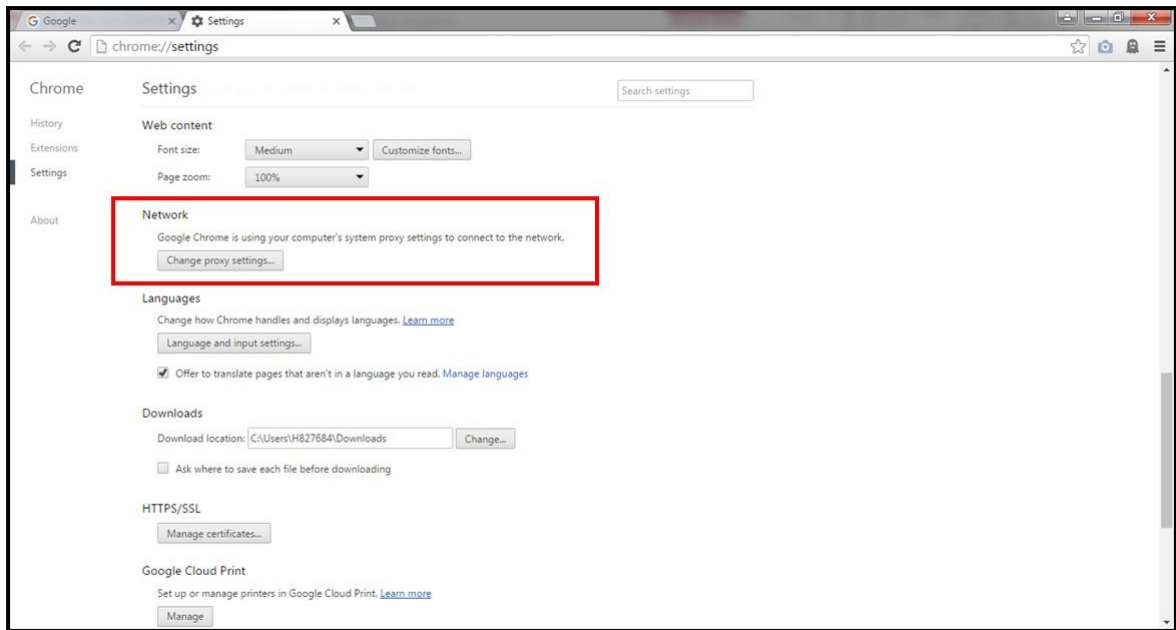 Google
Settings
chrome://settings
Chrome
Settings
Search settings
History
Extensions
Settings
About
Web content
Font size: Medium Customize fonts...
Page zoom: 100%
Network
Google Chrome is using your computer's system proxy settings to connect to the network.
Change proxy settings...
Languages
Change how Chrome handles and displays languages. Learn more
Language and input settings...
Offer to translate pages that aren't in a language you read. Manage languages
Downloads
Download location: C:\Users\H827684\Downloads Change...
Ask where to save each file before downloading
HTTPS/SSL
Manage certificates...
Google Cloud Print
Set up or manage printers in Google Cloud Print. Learn more
Manage